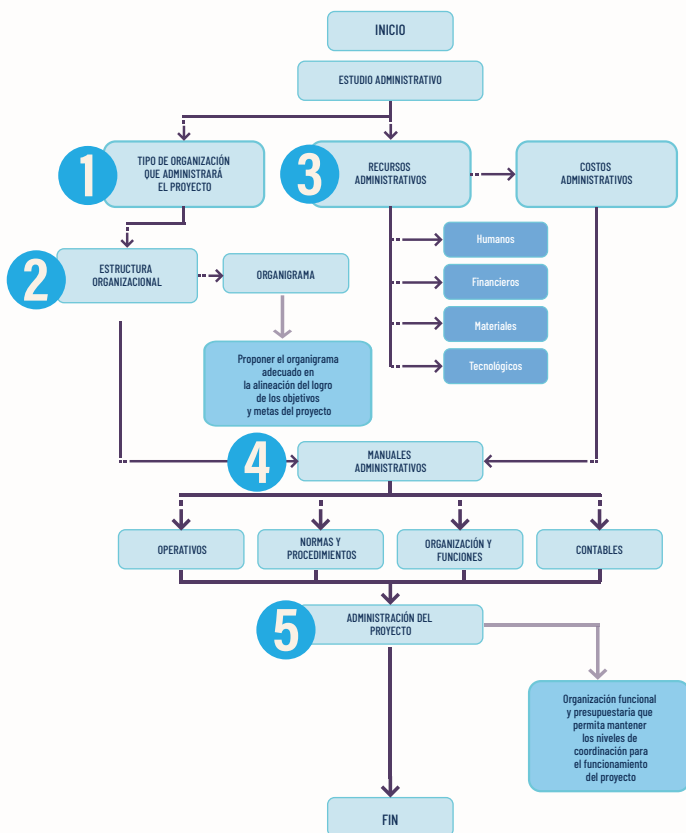 INICIO
ESTUDIO ADMINISTRATIVO
1
TIPO DE ORGANIZACIÓN
QUE ADMINISTRARÁ
EL PROYECTO
3
RECURSOS
ADMINISTRATIVOS
COSTOS
ADMINISTRATIVOS
2
ESTRUCTURA
ORGANIZACIONAL
ORGANIGRAMA
Humanos
Financieros
Materiales
Tecnológicos
Proponer el organigrama
adecuado en
la alineación del logro
de los objetivos
y metas del proyecto
4
MANUALES
ADMINISTRATIVOS
OPERATIVOS
NORMAS Y
PROCEDIMIENTOS
ORGANIZACIÓN Y
FUNCIONES
CONTABLES
5
ADMINISTRACIÓN DEL
PROYECTO
Organización funcional
y presupuestaria que
permita mantener
los niveles de
coordinación para
el funcionamiento
del proyecto
FIN